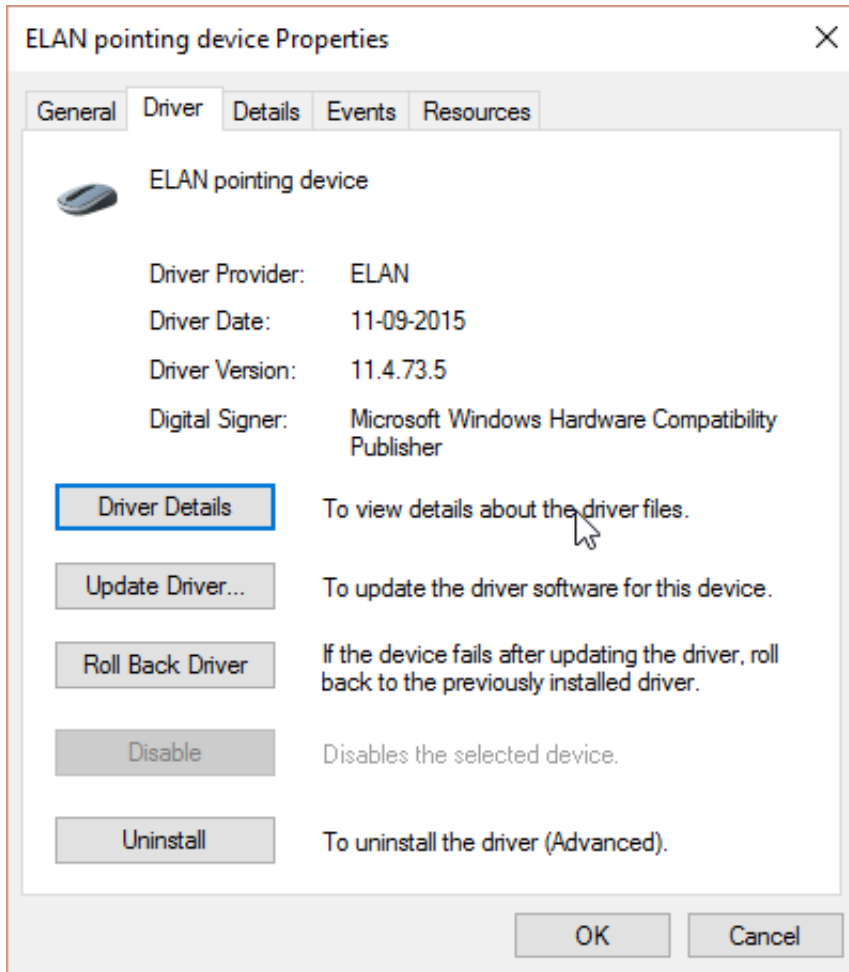 ELAN pointing device Properties
General Driver Details Events Resources
ELAN pointing device
Driver Provider: ELAN
Driver Date: 11-09-2015
Driver Version: 11.4.73.5
Digital Signer: Microsoft Windows Hardware Compatibility
Publisher
Driver Details To view details about the driver files.
Update Driver... To update the driver software for this device.
Roll Back Driver If the device fails after updating the driver, roll
back to the previously installed driver.
Disable Disables the selected device.
Uninstall To uninstall the driver (Advanced).
OK Cancel